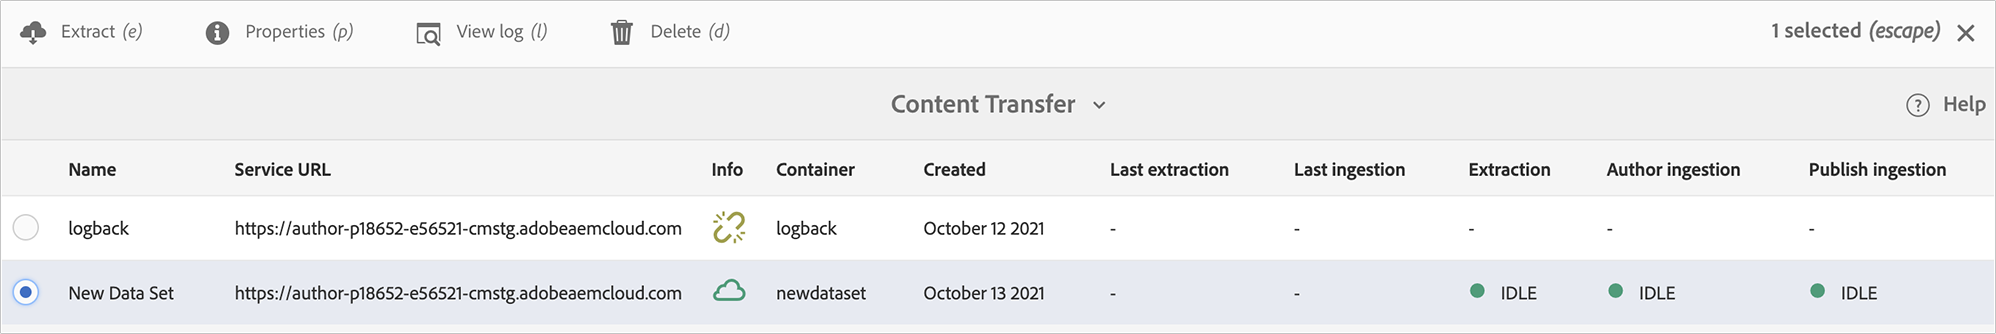 Extract (e) Properties (p) View log (l) Delete (d) 1 selected (escape)
Content Transfer Help
Name Service URL Info Container Created Last extraction Last ingestion Extraction Author ingestion Publish ingestion
logback https://author-p18652-e56521-cmstg.adobeaemcloud.com logback October 12 2021 - - - - -
New Data Set https://author-p18652-e56521-cmstg.adobeaemcloud.com newdataset October 13 2021 - - IDLE IDLE IDLE